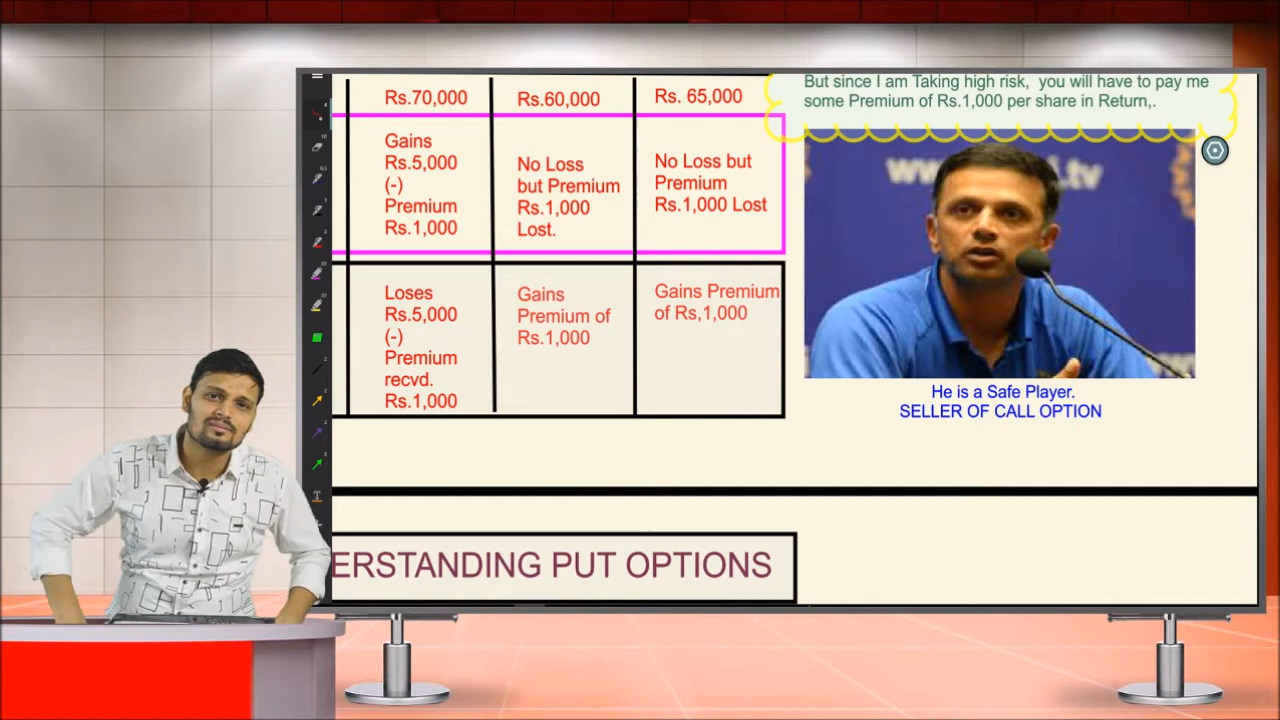 Rs.70,000
Rs.60,000
Rs. 65,000
Gains
Rs.5,000
(-)
Premium
Rs.1,000
No Loss
but Premium
Rs.1,000
Lost.
No Loss but
Premium
Rs.1,000 Lost
Loses
Rs.5,000
(-)
Premium
recvd.
Rs.1,000
Gains
Premium of
Rs.1,000
Gains Premium
of Rs,1,000
But since I am Taking high risk, you will have to pay me
some Premium of Rs.1,000 per share in Return,.
He is a Safe Player.
SELLER OF CALL OPTION
ERSTANDING PUT OPTIONS